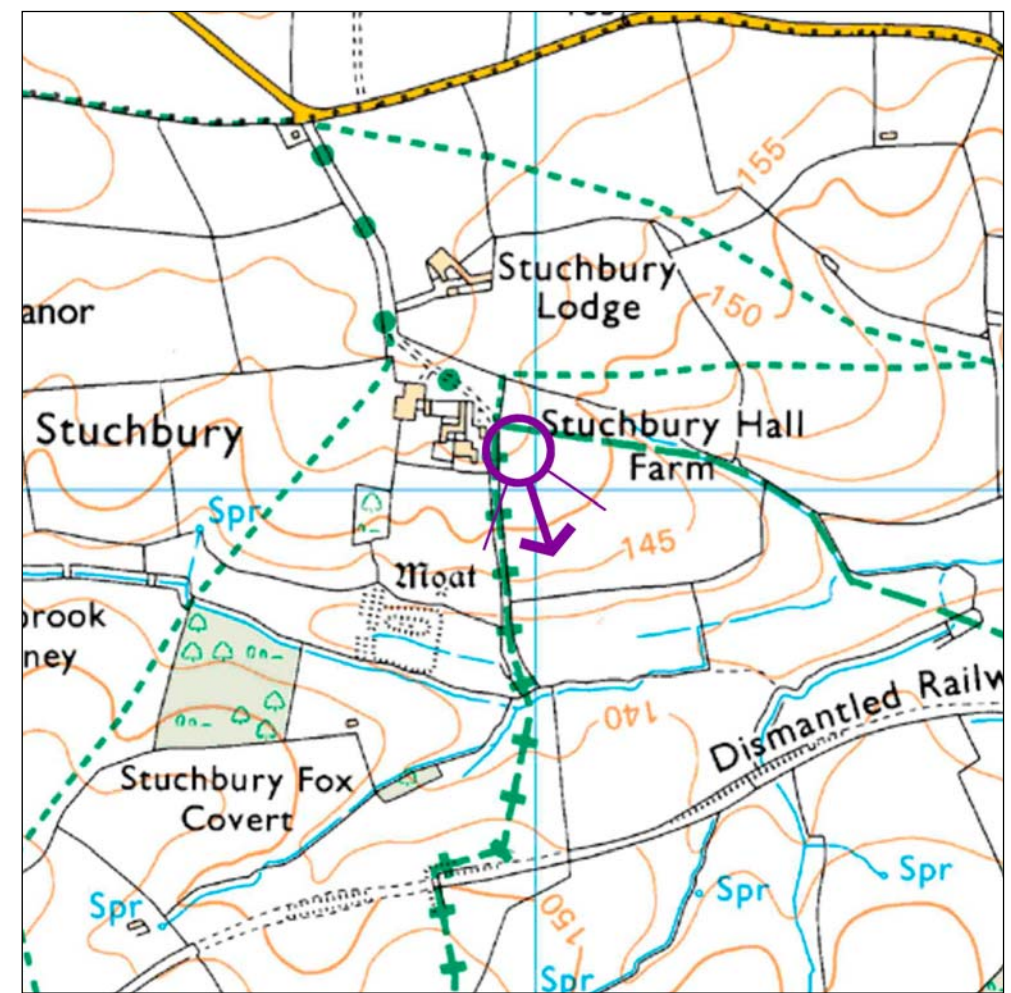 155
Stuchbury
Lodge
150
anor
Stuchbury
Stuchbury Hall
Farm
Spr
145
Moat
brook
ney
140
Dismantled Railw
Stuchbury Fox
Covert
Spr
Spr
Spr
150
Spr